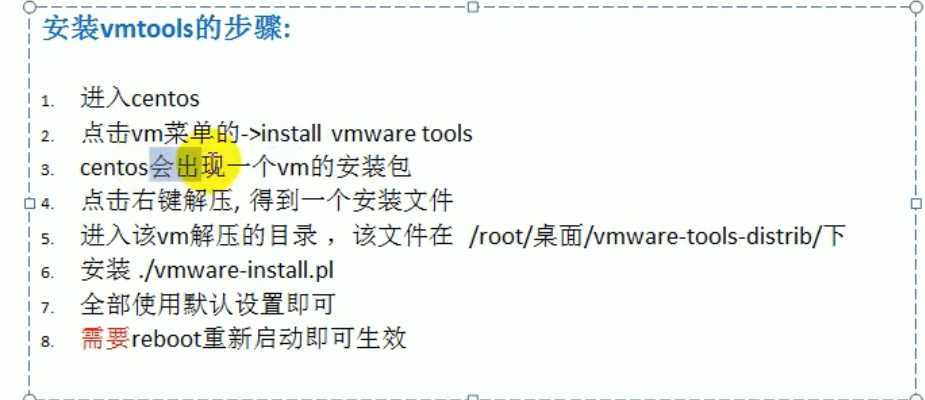 安装vmtools的步骤:
1. 进入centos
2. 点击vm菜单的->install vmware tools
3. centos会出现一个vm的安装包
4. 点击右键解压, 得到一个安装文件
5. 进入该vm解压的目录 ，该文件在 /root/桌面/vmware-tools-distrib/下
6. 安装 ./vmware-install.pl
7. 全部使用默认设置即可
8. 需要reboot重新启动即可生效